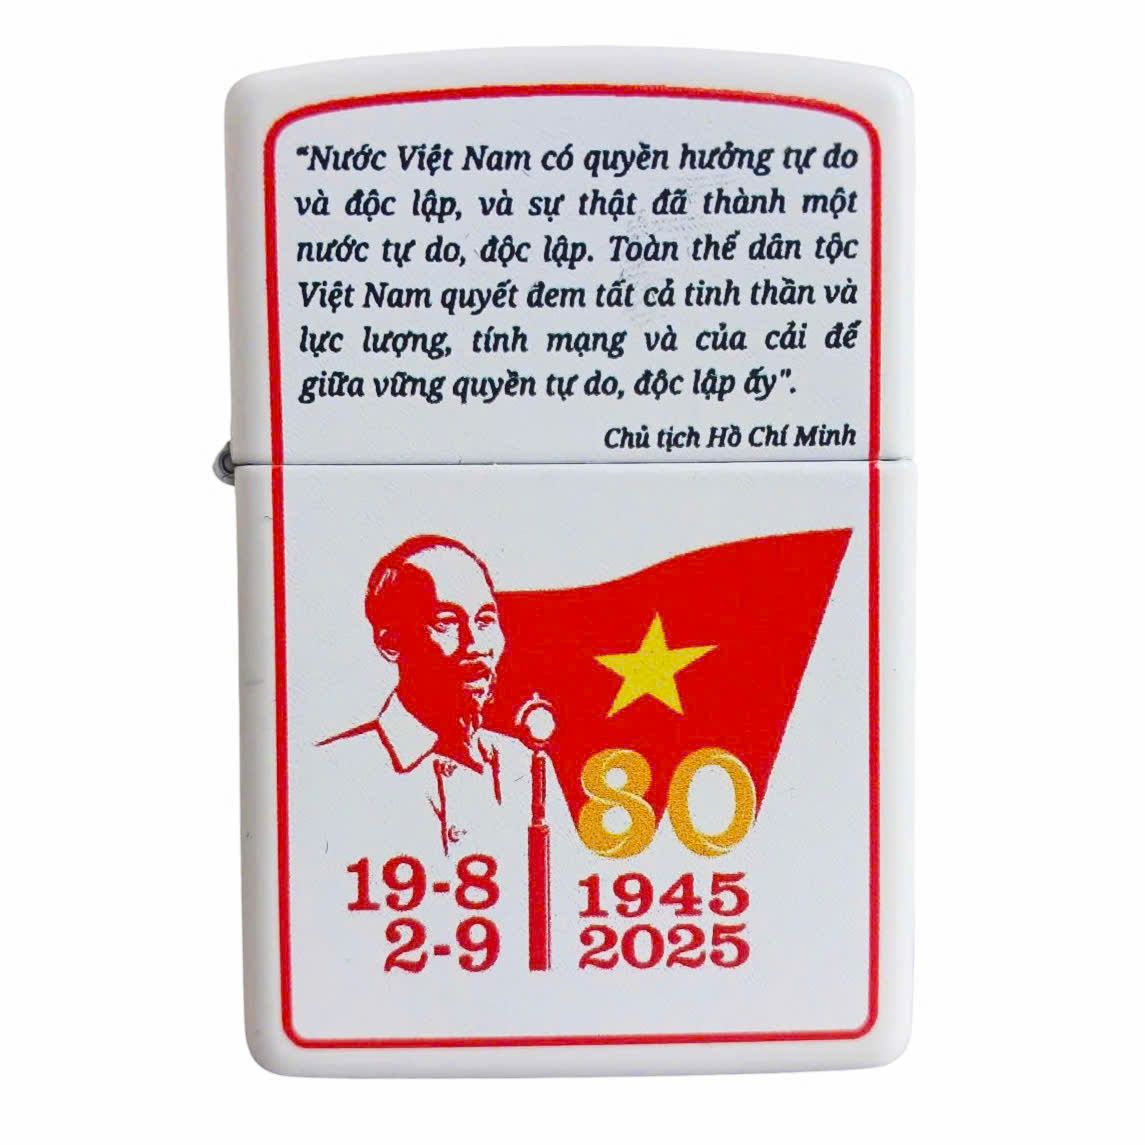 “Nước Việt Nam có quyền hưởng tự do
và độc lập, và sự thật đã thành một
nước tự do, độc lập. Toàn thể dân tộc
Việt Nam quyết đem tất cả tinh thần và
lực lượng, tính mạng và của cải để
giữa vững quyền tự do, độc lập ấy".
Chủ tịch Hồ Chí Minh
80
19-8 1945
2-9 2025